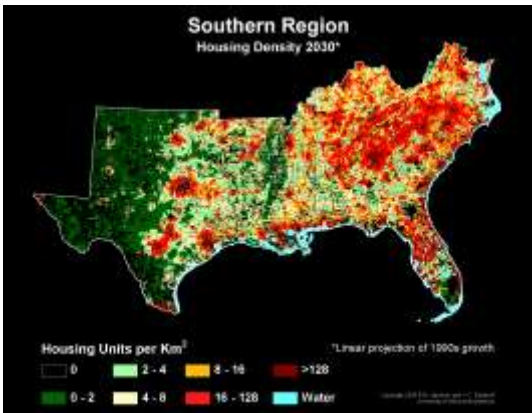 Southern Region
Housing Density 2030*
Housing Units per Km²
*Linear projection of 1990s growth
0
2 - 4
8 - 16
>128
0 - 2
4 - 8
16 - 128
Water